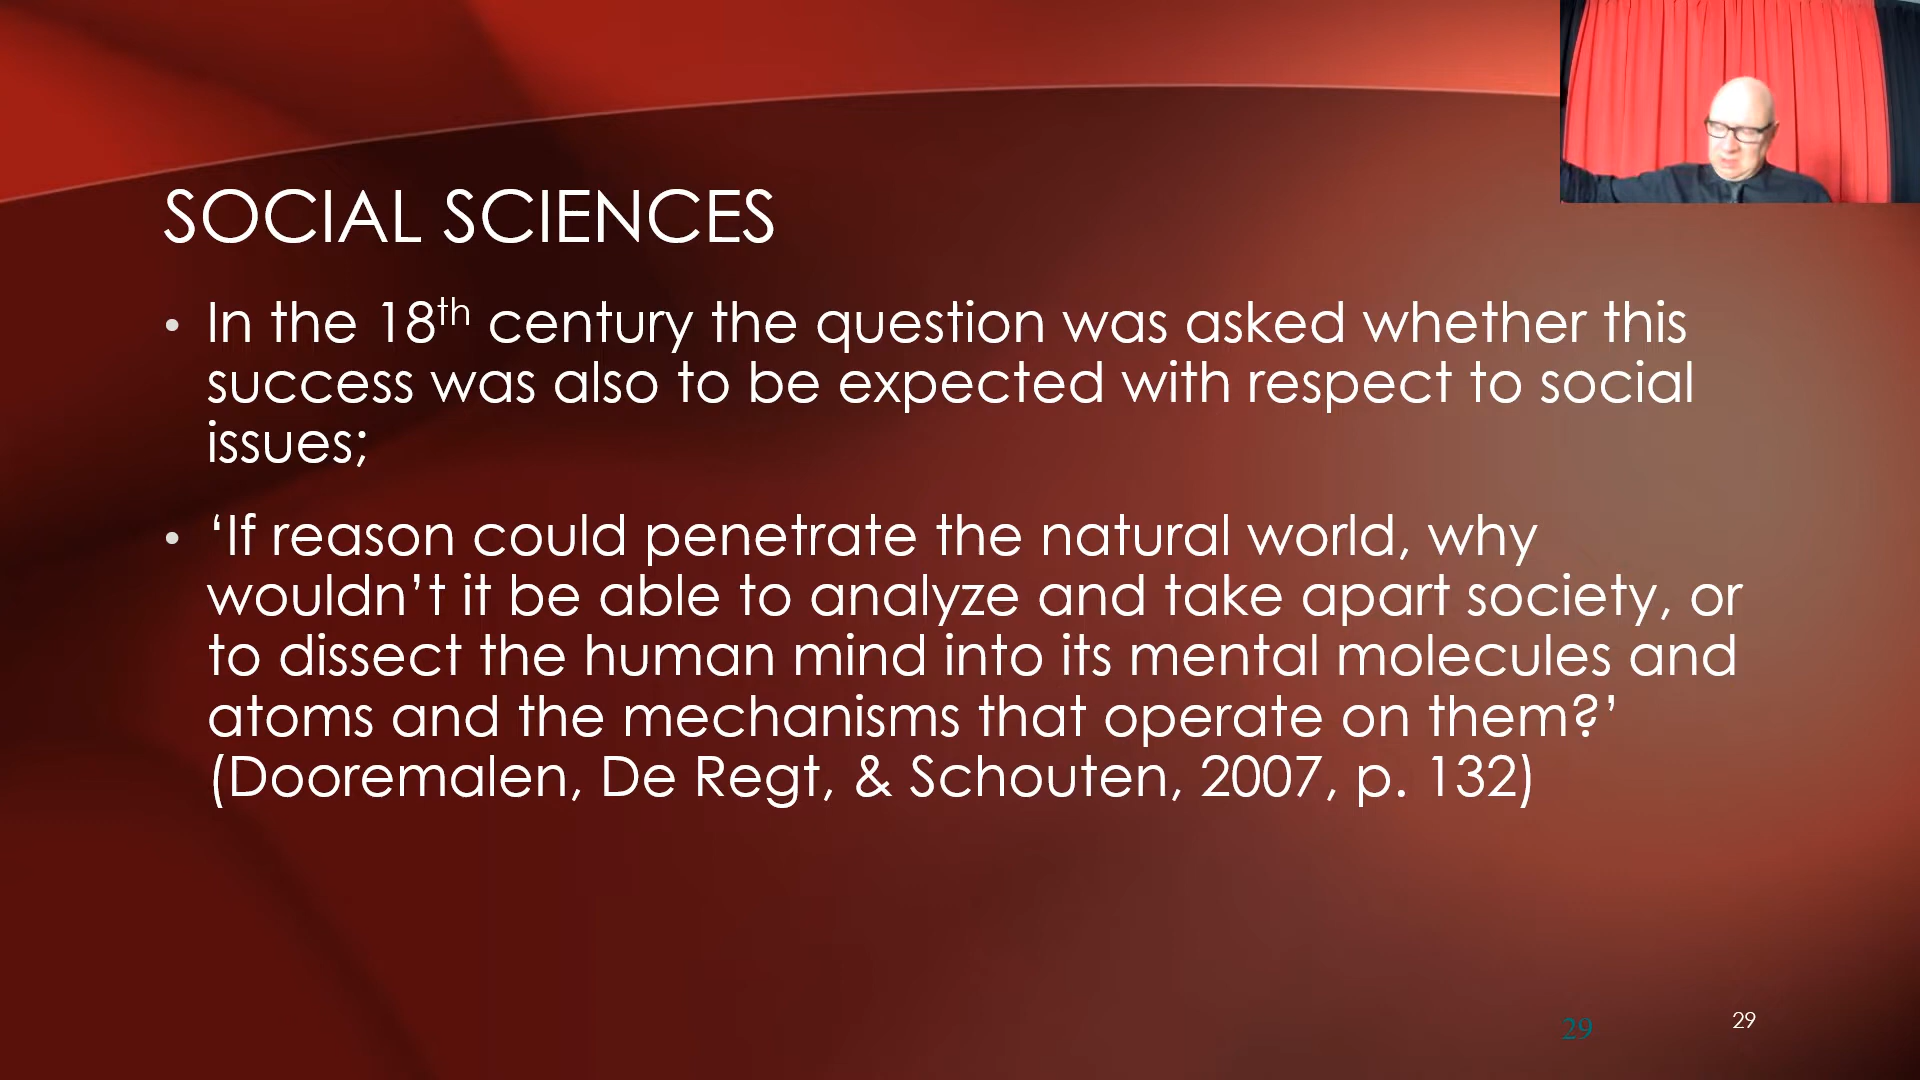 SOCIAL SCIENCES
• In the 18th century the question was asked whether this
success was also to be expected with respect to social
issues;
• ‘If reason could penetrate the natural world, why
wouldn’t it be able to analyze and take apart society, or
to dissect the human mind into its mental molecules and
atoms and the mechanisms that operate on them?’
(Dooremalen, De Regt, & Schouten, 2007, p. 132)
29
29